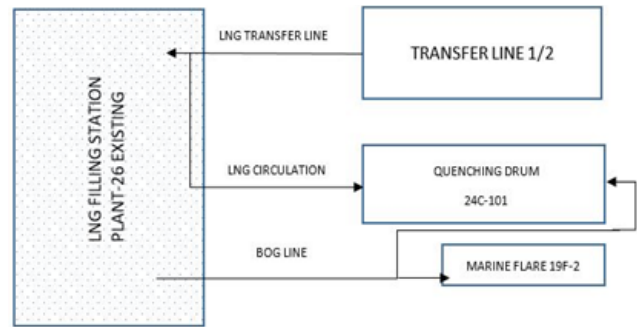 LNG FILLING STATION
PLANT-26 EXISTING
LNG TRANSFER LINE
TRANSFER LINE 1/2
LNG CIRCULATION
QUENCHING DRUM
24C-101
BOG LINE
MARINE FLARE 19F-2